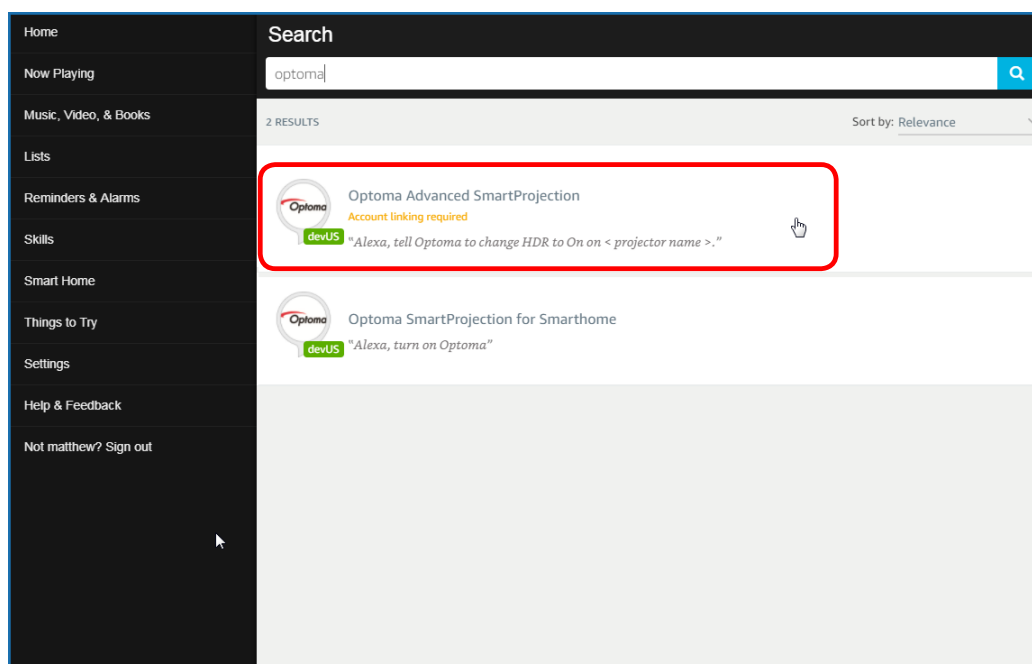 Home
Now Playing
Music, Video, & Books
Lists
Reminders & Alarms
Skills
Smart Home
Things to Try
Settings
Help & Feedback
Not matthew? Sign out
Search
optoma
2 RESULTS
Sort by: Relevance
Optoma
devUS
Optoma Advanced SmartProjection
Account linking required
"Alexa, tell Optoma to change HDR to On on < projector name >."
Optoma
devUS
Optoma SmartProjection for Smarthome
"Alexa, turn on Optoma"